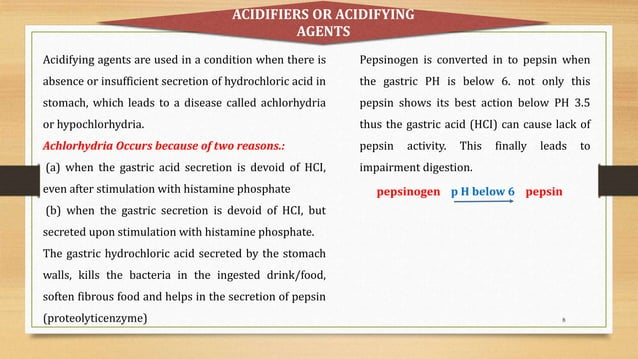 ACIDIFIERS OR ACIDIFYING
AGENTS
Acidifying agents are used in a condition when there is
absence or insufficient secretion of hydrochloric acid in
stomach, which leads to a disease called achlorhydria
or hypochlorhydria.
Achlorhydria Occurs because of two reasons.:
(a) when the gastric acid secretion is devoid of HCI,
even after stimulation with histamine phosphate
(b) when the gastric secretion is devoid of HCI, but
secreted upon stimulation with histamine phosphate.
The gastric hydrochloric acid secreted by the stomach
walls, kills the bacteria in the ingested drink/food,
soften fibrous food and helps in the secretion of pepsin
(proteolyticenzyme)
Pepsinogen is converted in to pepsin when
the gastric PH is below 6. not only this
pepsin shows its best action below PH 3.5
thus the gastric acid (HCI) can cause lack of
pepsin activity. This finally leads to
impairment digestion.
pepsinogen p H below 6 pepsin
8